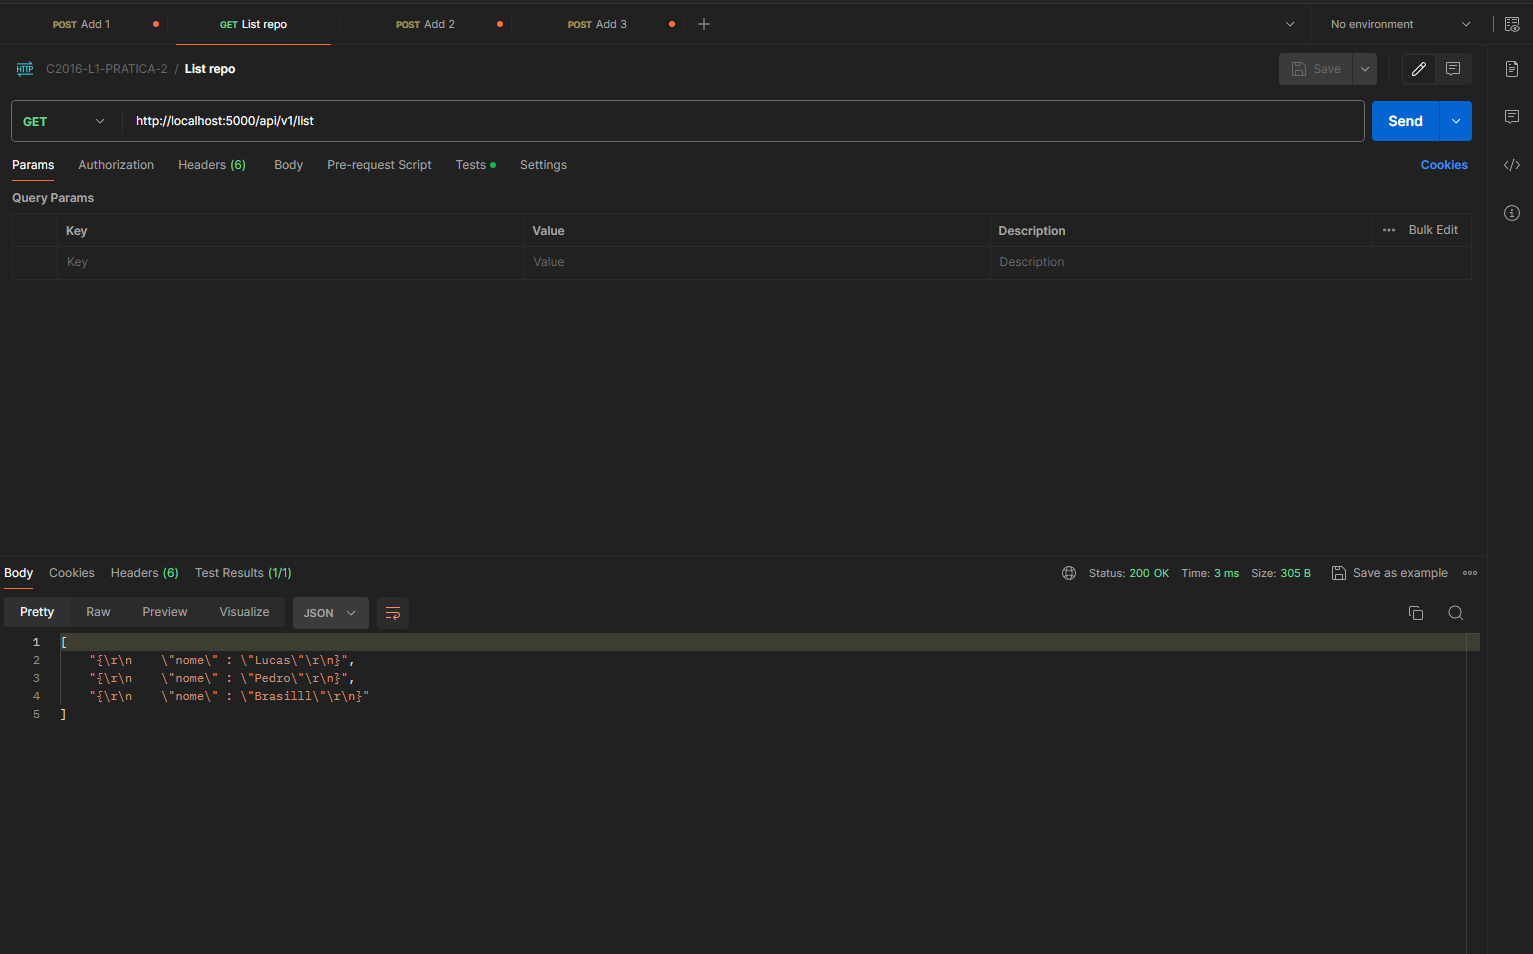 POST Add 1 GET List repo POST Add 2 POST Add 3 No environment
HTTP C2016-L1-PRATICA-2 / List repo Save
GET http://localhost:5000/api/v1/list Send
Params Authorization Headers (6) Body Pre-request Script Tests Settings Cookies
Query Params
Key Value Description Bulk Edit
Key Value Description
Body Cookies Headers (6) Test Results (1/1) Status: 200 OK Time: 3 ms Size: 305 B Save as example
Pretty Raw Preview Visualize JSON
1 [
2 "{\r\n    \"nome\" : \"Lucas\"\r\n}",
3 "{\r\n    \"nome\" : \"Pedro\"\r\n}",
4 "{\r\n    \"nome\" : \"Brasilll\"\r\n}"
5 ]